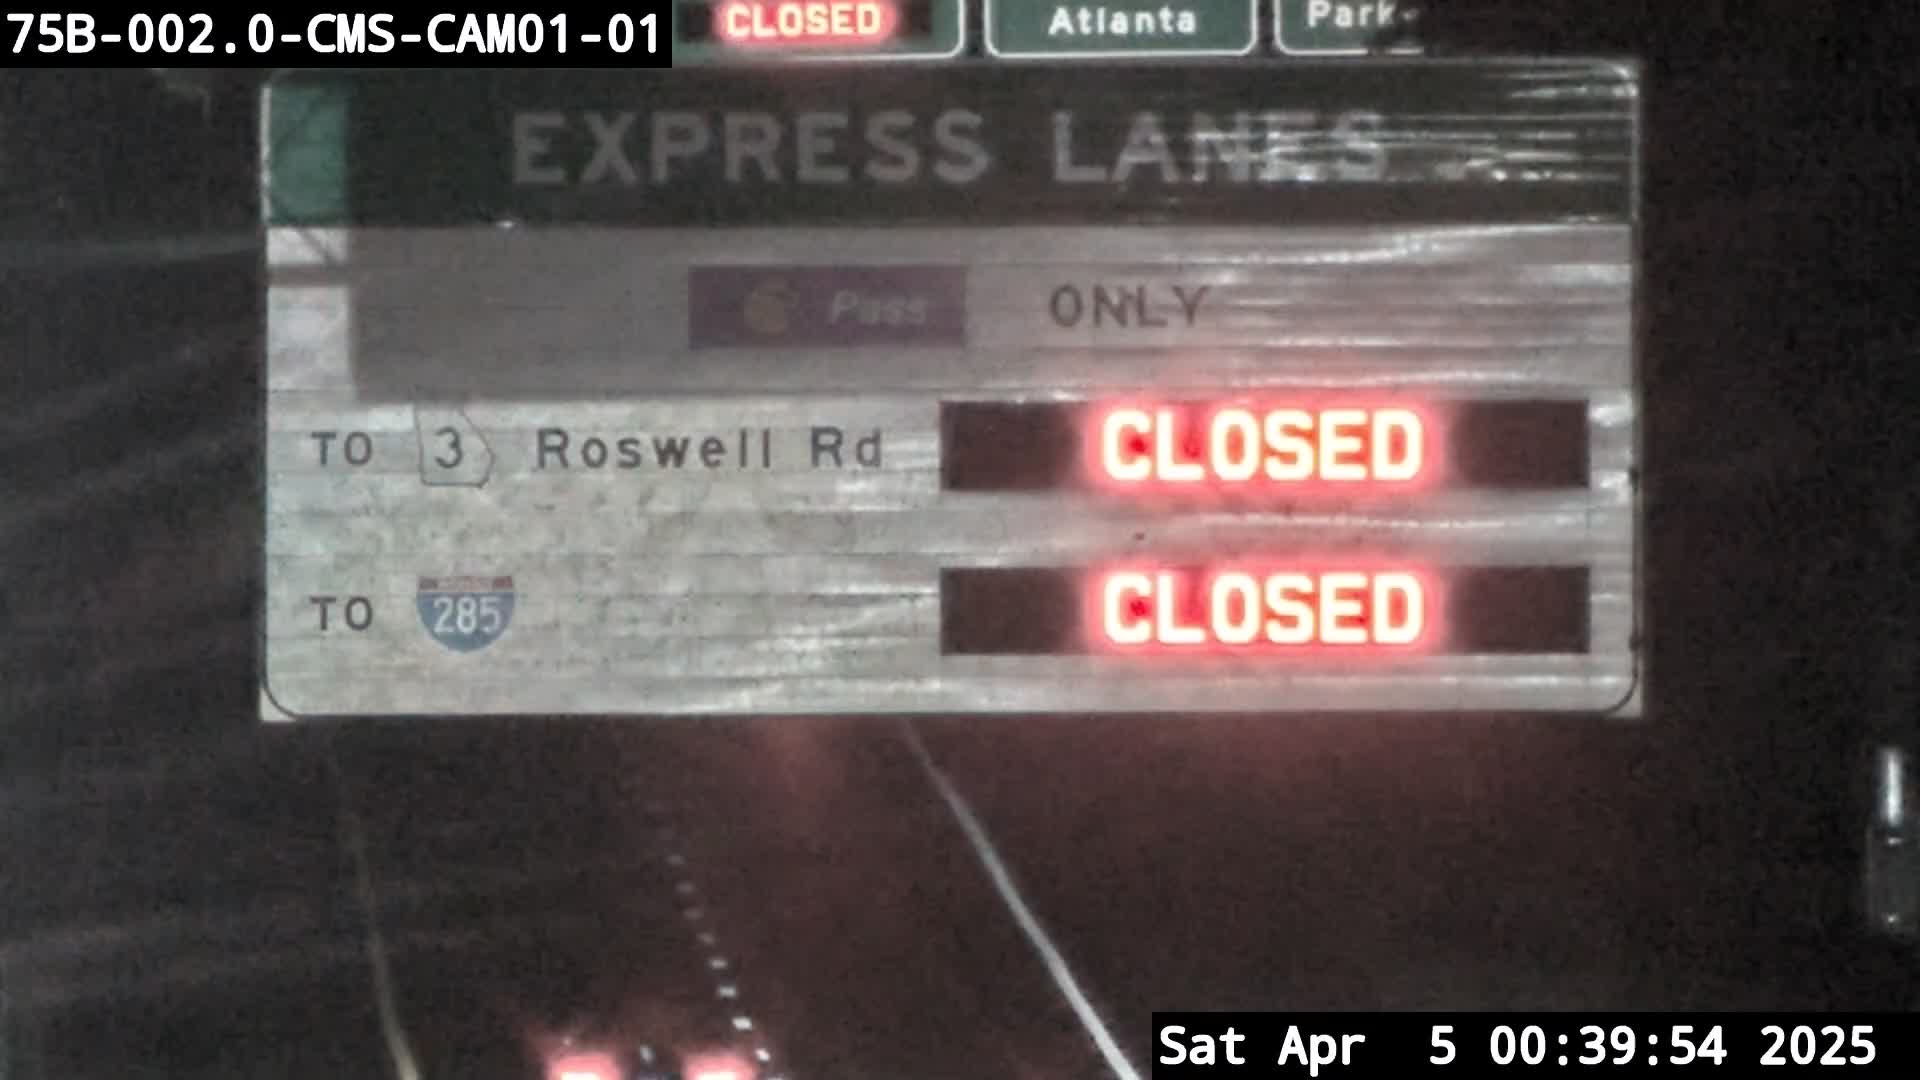 75B-002.0-CMS-CAM01-01
CLOSED
Atlanta
Park
EXPRESS LANES
Pass ONLY
TO 3 Roswell Rd CLOSED
TO 285 CLOSED
Sat Apr 5 00:39:54 2025